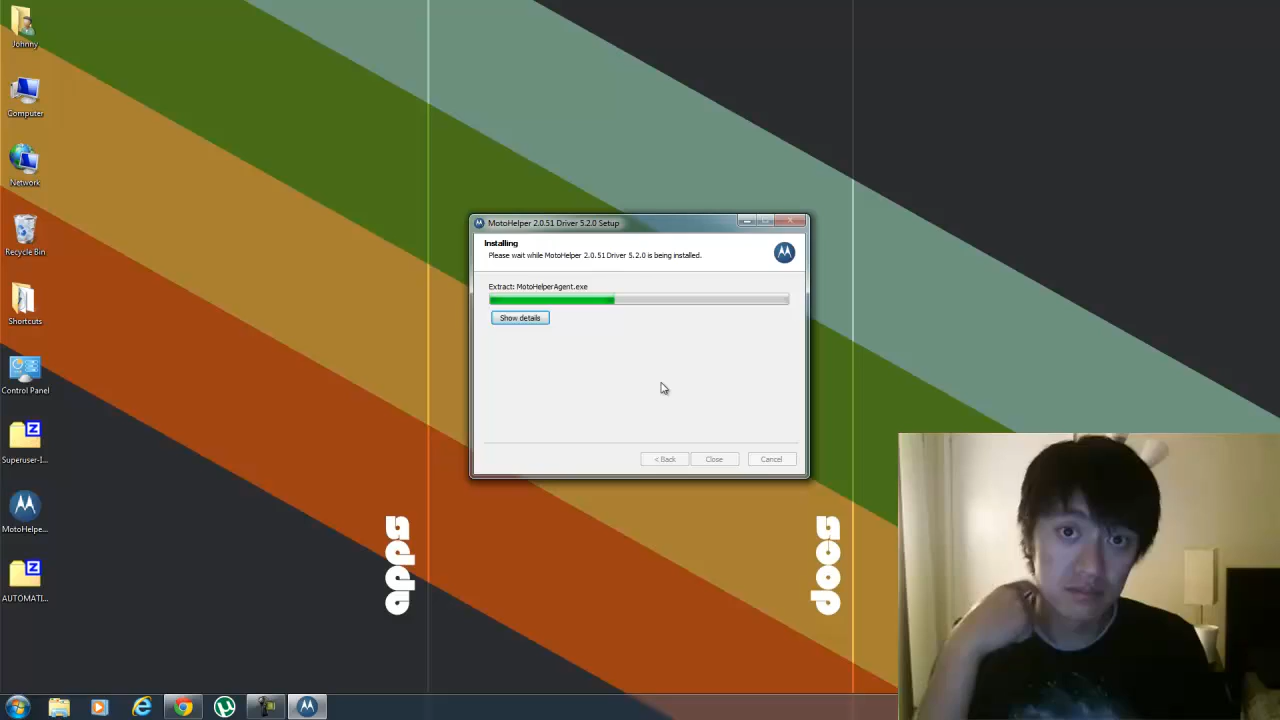 Johnny
Computer
Network
Recycle Bin
Shortcuts
Control Panel
Superuser-I...
MotoHelpe...
AUTOMATI...
MotoHelper 2.0.51 Driver 5.2.0 Setup
Installing
Please wait while MotoHelper 2.0.51 Driver 5.2.0 is being installed.
Extract: MotoHelperAgent.exe
Show details
< Back
Close
Cancel
apps
docs